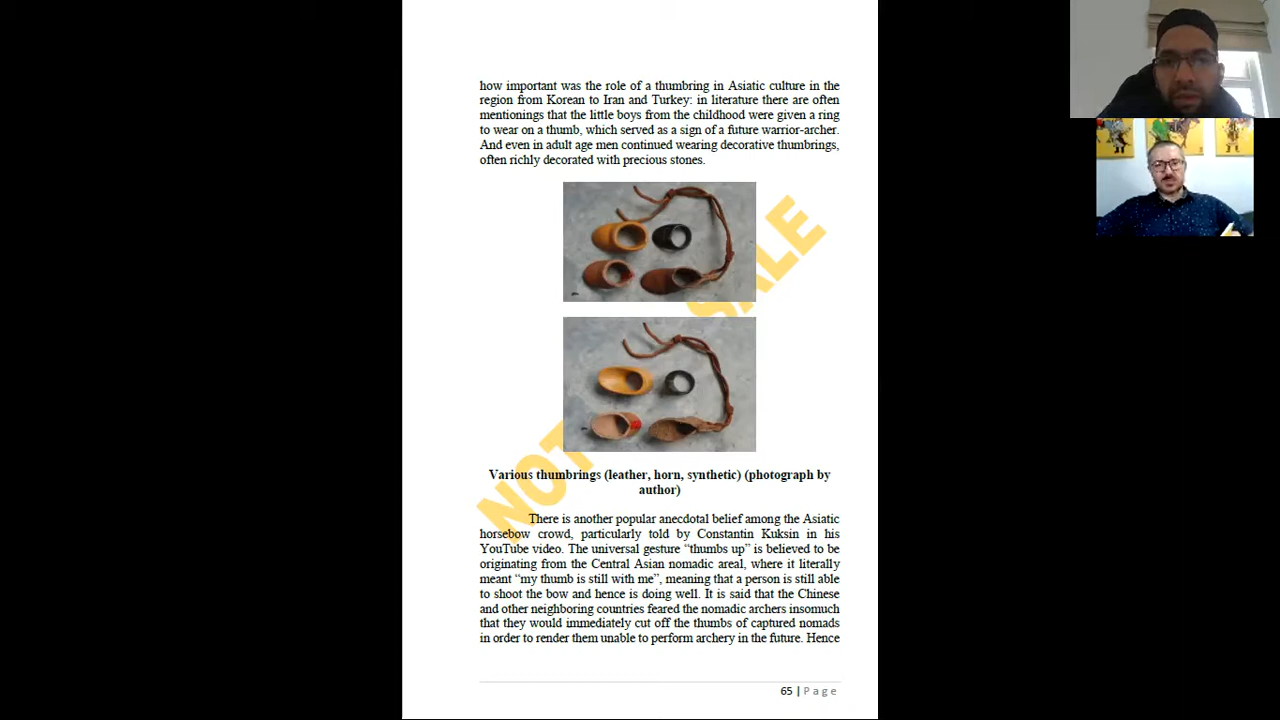 how important was the role of a thumbring in Asiatic culture in the
region from Korean to Iran and Turkey: in literature there are often
mentionings that the little boys from the childhood were given a ring
to wear on a thumb, which served as a sign of a future warrior-archer.
And even in adult age men continued wearing decorative thumbrings,
often richly decorated with precious stones.
NOT SALE
Various thumbrings (leather, horn, synthetic) (photograph by
author)
There is another popular anecdotal belief among the Asiatic
horsebow crowd, particularly told by Constantin Kuksin in his
YouTube video. The universal gesture “thumbs up” is believed to be
originating from the Central Asian nomadic areal, where it literally
meant “my thumb is still with me”, meaning that a person is still able
to shoot the bow and hence is doing well. It is said that the Chinese
and other neighboring countries feared the nomadic archers insomuch
that they would immediately cut off the thumbs of captured nomads
in order to render them unable to perform archery in the future. Hence
65 | Page